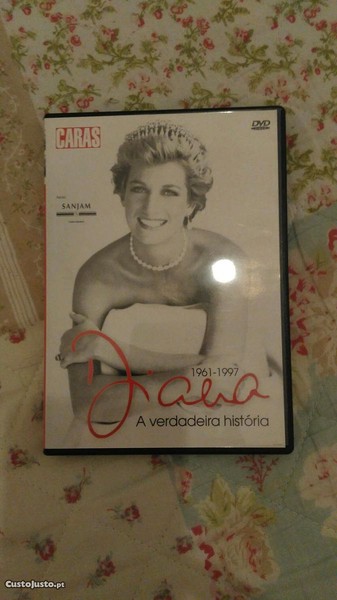 CARAS
DVD
SANJAM
1961-1997
Diana
A verdadeira história
CustoJusto.pt